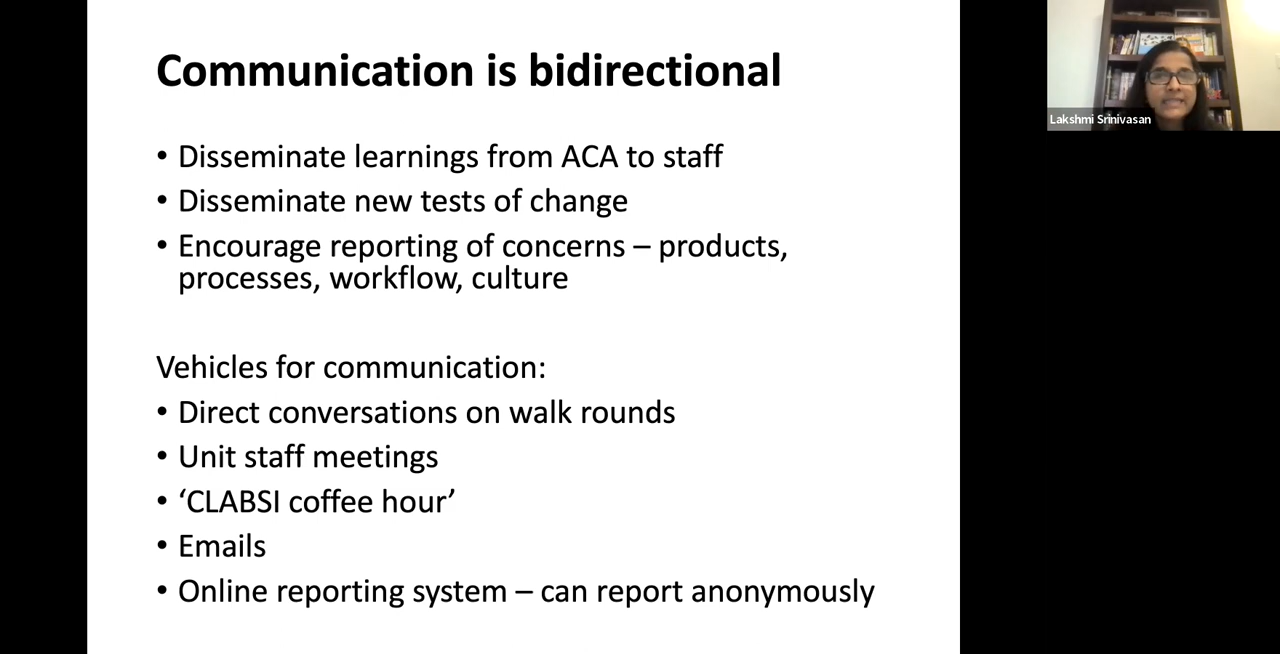 Communication is bidirectional
• Disseminate learnings from ACA to staff
• Disseminate new tests of change
• Encourage reporting of concerns – products,
processes, workflow, culture
Vehicles for communication:
• Direct conversations on walk rounds
• Unit staff meetings
• ‘CLABSI coffee hour’
• Emails
• Online reporting system – can report anonymously
Lakshmi Srinivasan